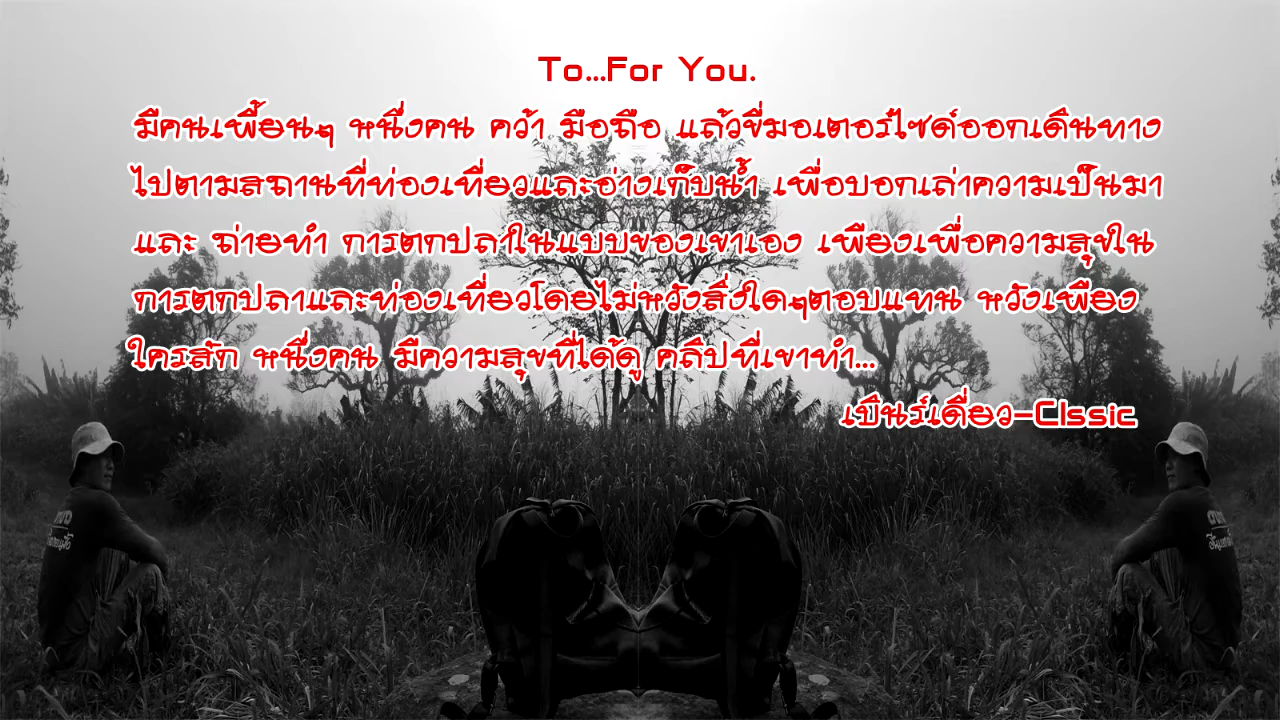 To...For You.
มีคนเพี้ยนๆ หนึ่งคน คว้า มือถือ แล้วขี่มอเตอร์ไซด์ออกเดินทาง
ไปตามสถานที่ท่องเที่ยวและอ่างเก็บน้ำ เพื่อบอกเล่าความเป็นมา
และ ถ่ายทำ การตกปลาในแบบของเขาเอง เพียงเพื่อความสุขใน
การตกปลาและท่องเที่ยวโดยไม่หวังสิ่งใดๆตอบแทน หวังเพียง
ใครสัก หนึ่งคน มีความสุขที่ได้ดู คลิปที่เขาทำ...
เบินร์เดี่ยว-Clssic